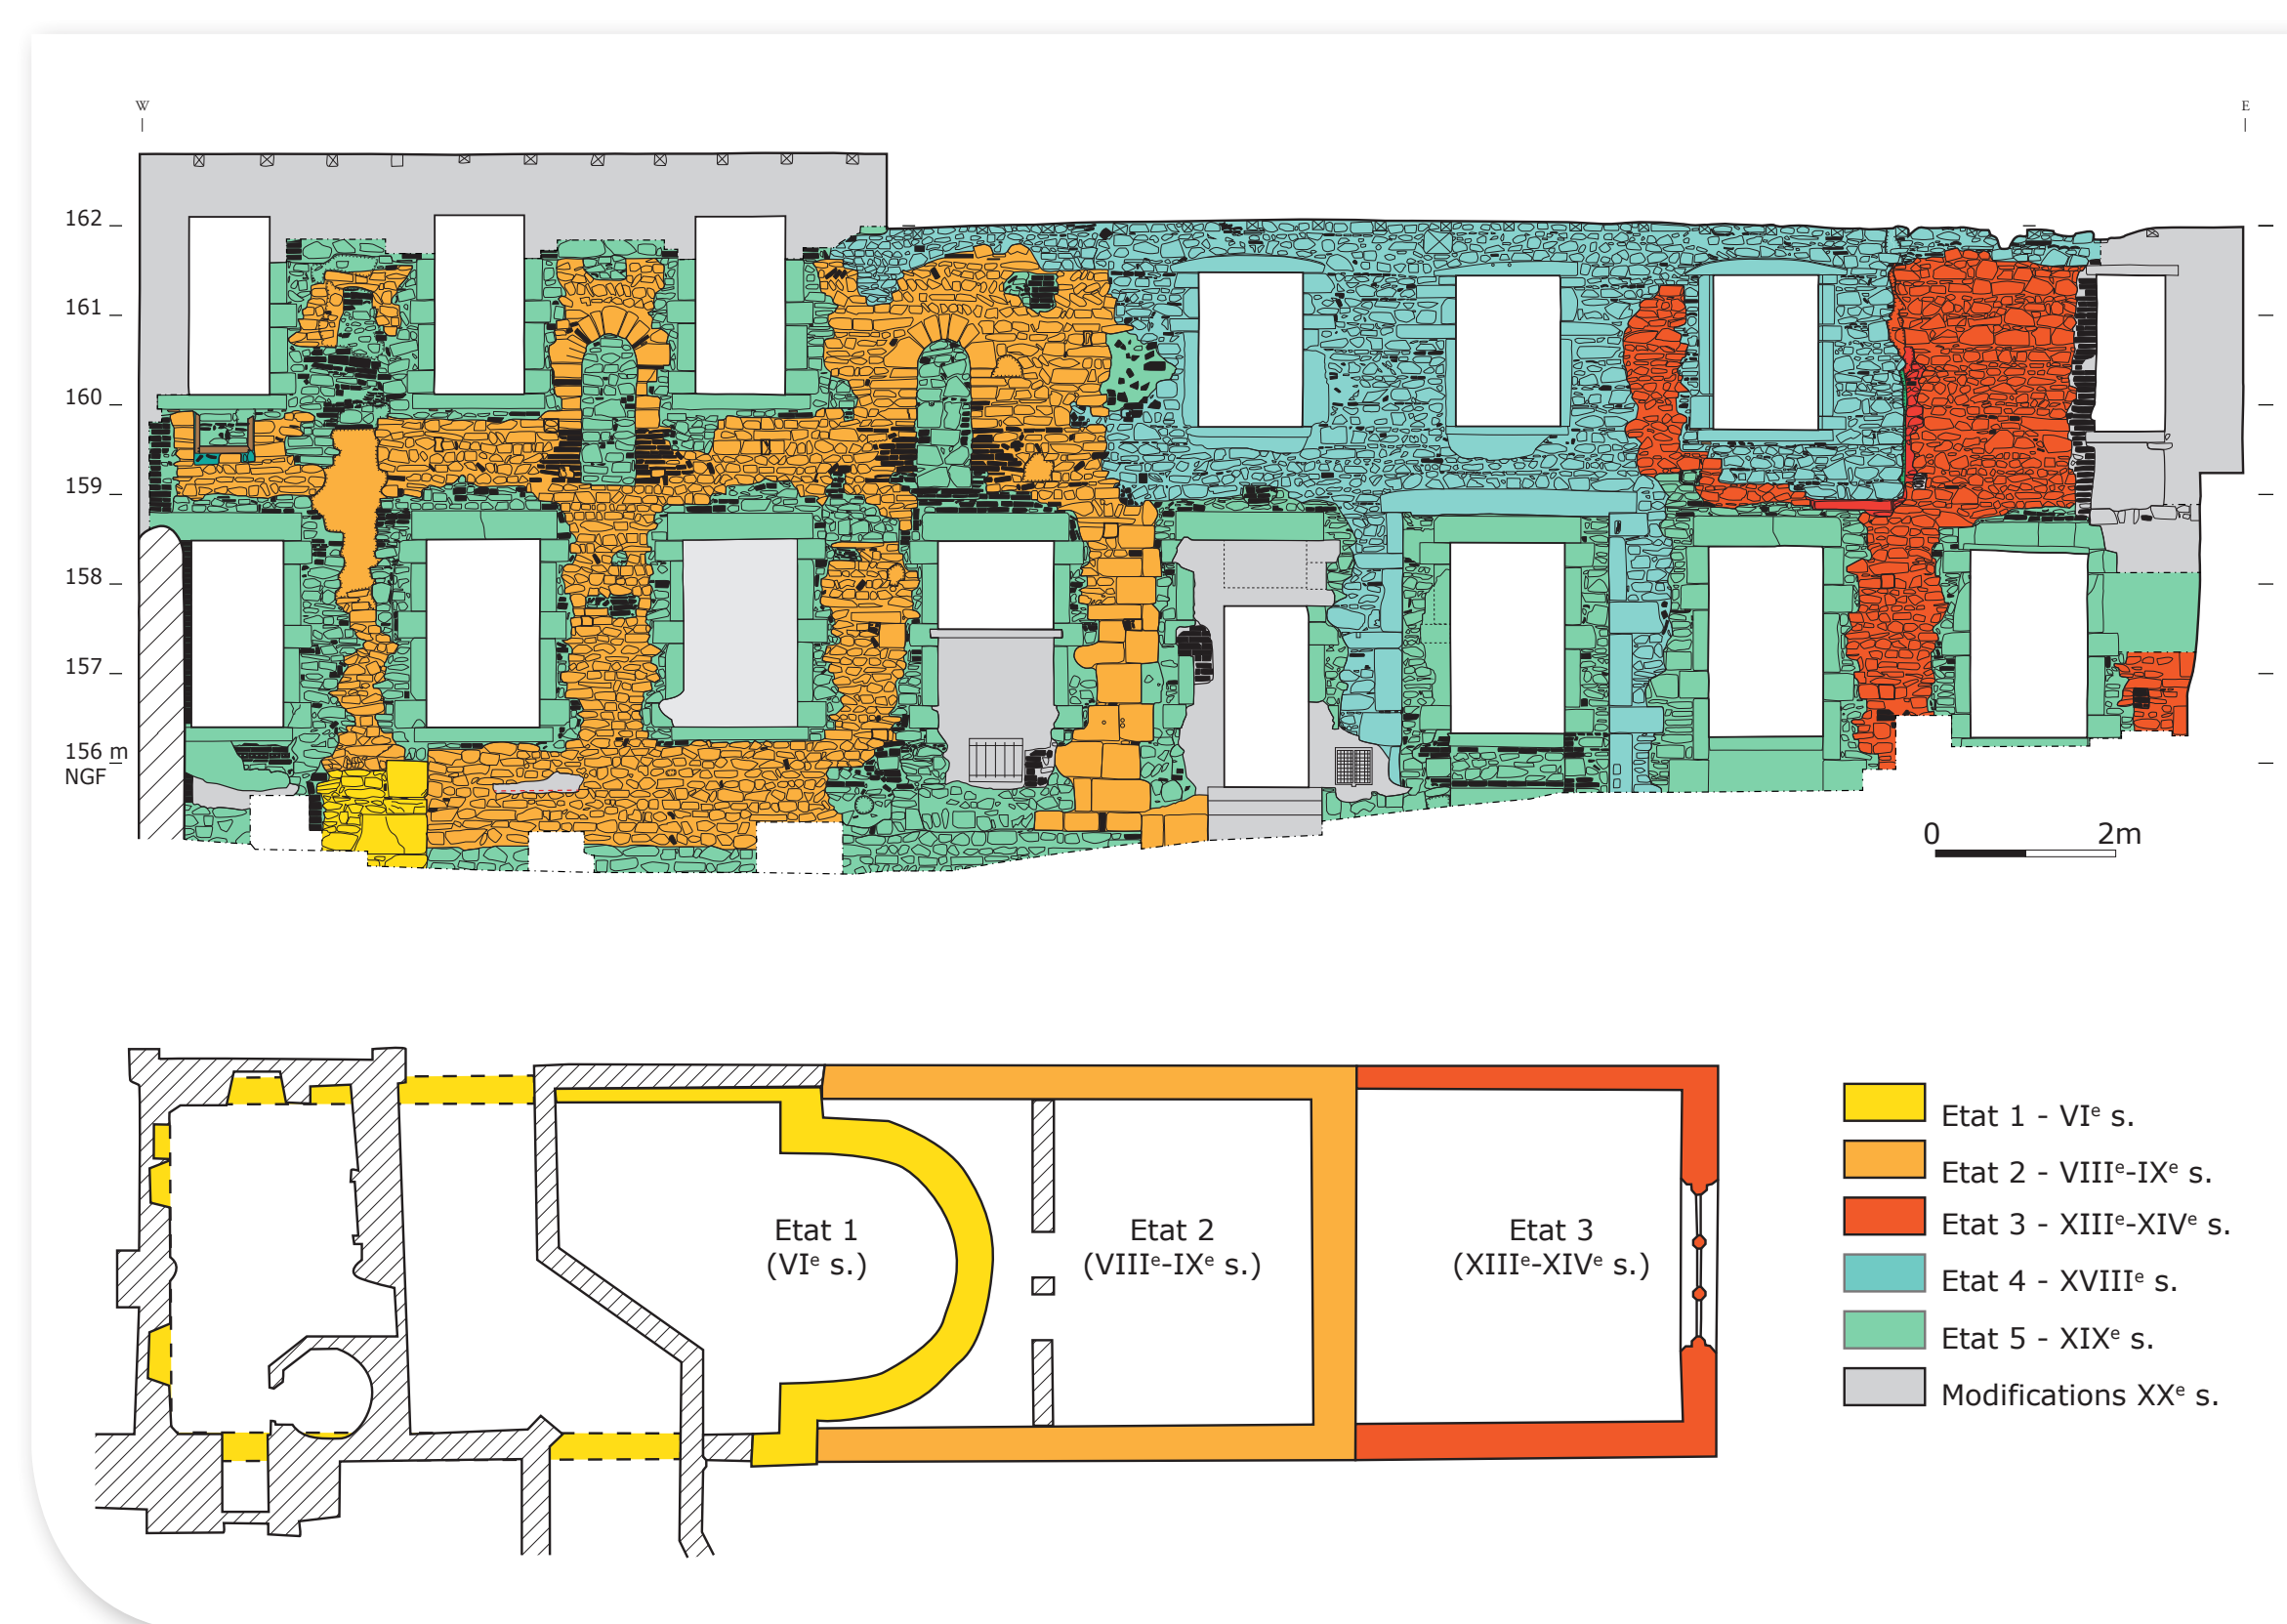 W
E
162
161
160
159
158
157
156 m
NGF
0 2m
Etat 1
(VIᵉ s.)
Etat 2
(VIIIᵉ-IXᵉ s.)
Etat 3
(XIIIᵉ-XIVᵉ s.)
Etat 1 - VIᵉ s.
Etat 2 - VIIIᵉ-IXᵉ s.
Etat 3 - XIIIᵉ-XIVᵉ s.
Etat 4 - XVIIIᵉ s.
Etat 5 - XIXᵉ s.
Modifications XXᵉ s.